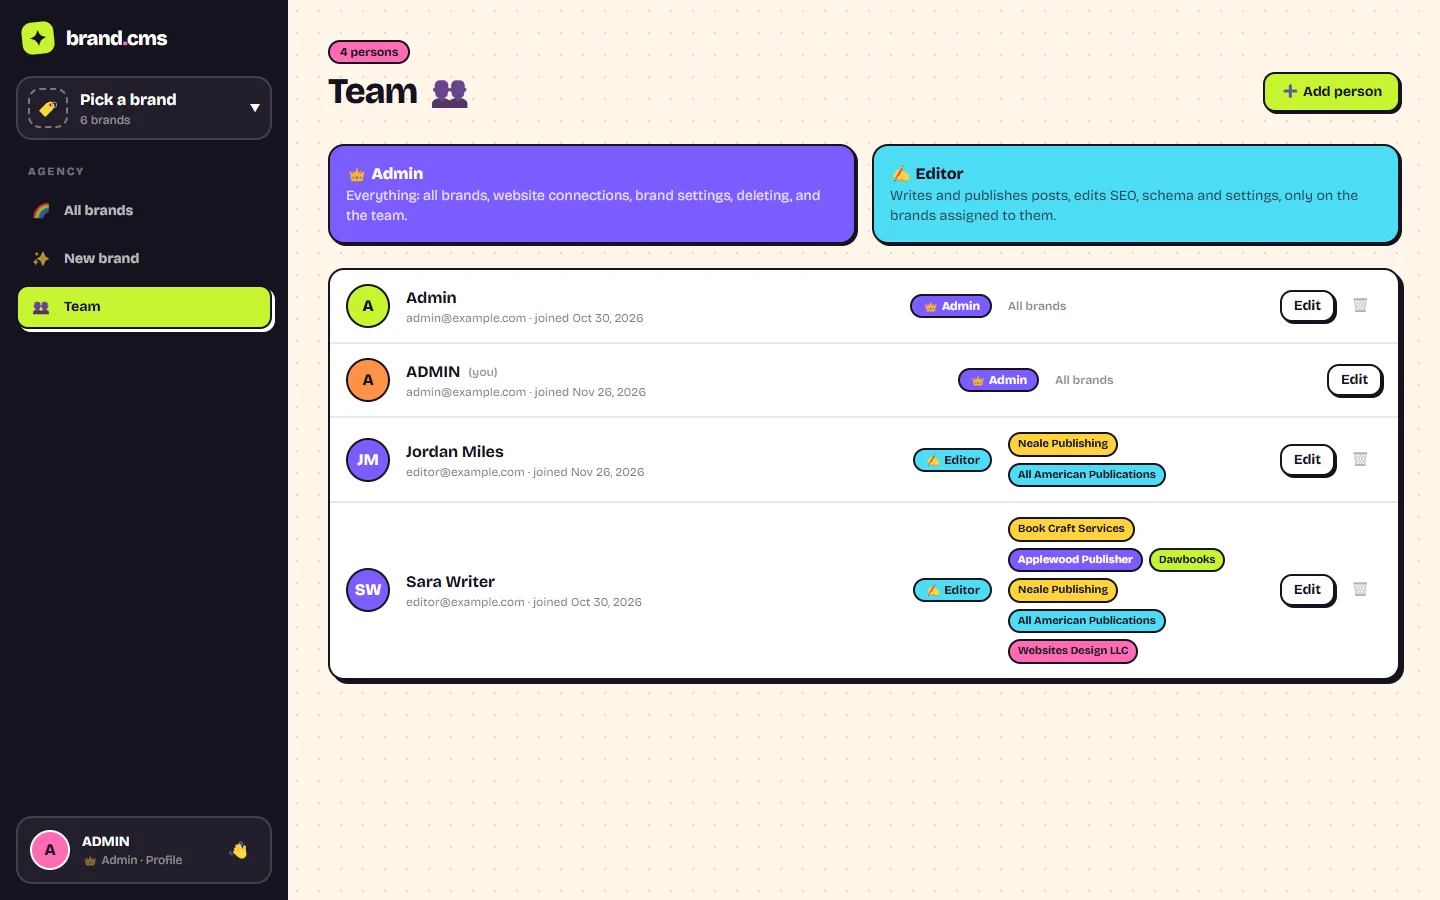 brand.cms
Pick a brand
6 brands
AGENCY
All brands
New brand
Team
ADMIN
Admin · Profile
4 persons
Team
Add person
Admin
Everything: all brands, website connections, brand settings, deleting, and
the team.
Editor
Writes and publishes posts, edits SEO, schema and settings, only on the
brands assigned to them.
A
Admin
admin@example.com · joined Oct 30, 2026
Admin
All brands
Edit
A
ADMIN (you)
admin@example.com · joined Nov 26, 2026
Admin
All brands
Edit
JM
Jordan Miles
editor@example.com · joined Nov 26, 2026
Editor
Neale Publishing
All American Publications
Edit
SW
Sara Writer
editor@example.com · joined Oct 30, 2026
Editor
Book Craft Services
Applewood Publisher
Dawbooks
Neale Publishing
All American Publications
Websites Design LLC
Edit
A